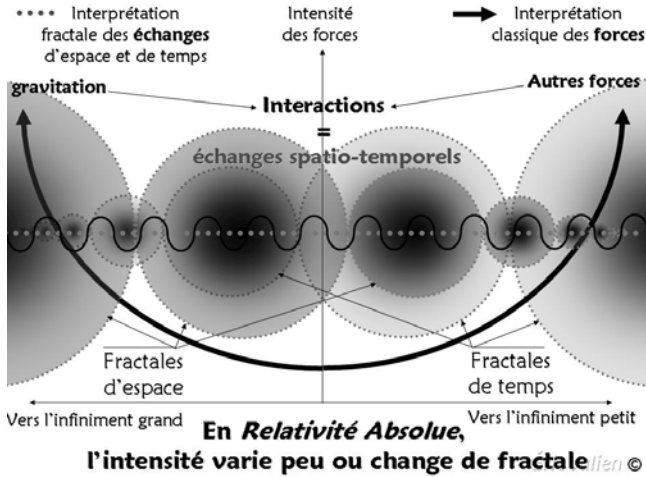 Interprétation
fractale des échanges
d'espace et de temps
Intensité
des forces
Interprétation
classique des forces
gravitation
Autres forces
Interactions
=
échanges spatio-temporels
Fractales
d'espace
Fractales
de temps
Vers l'infiniment grand
Vers l'infiniment petit
En Relativité Absolue,
l'intensité varie peu ou change de fractale
©